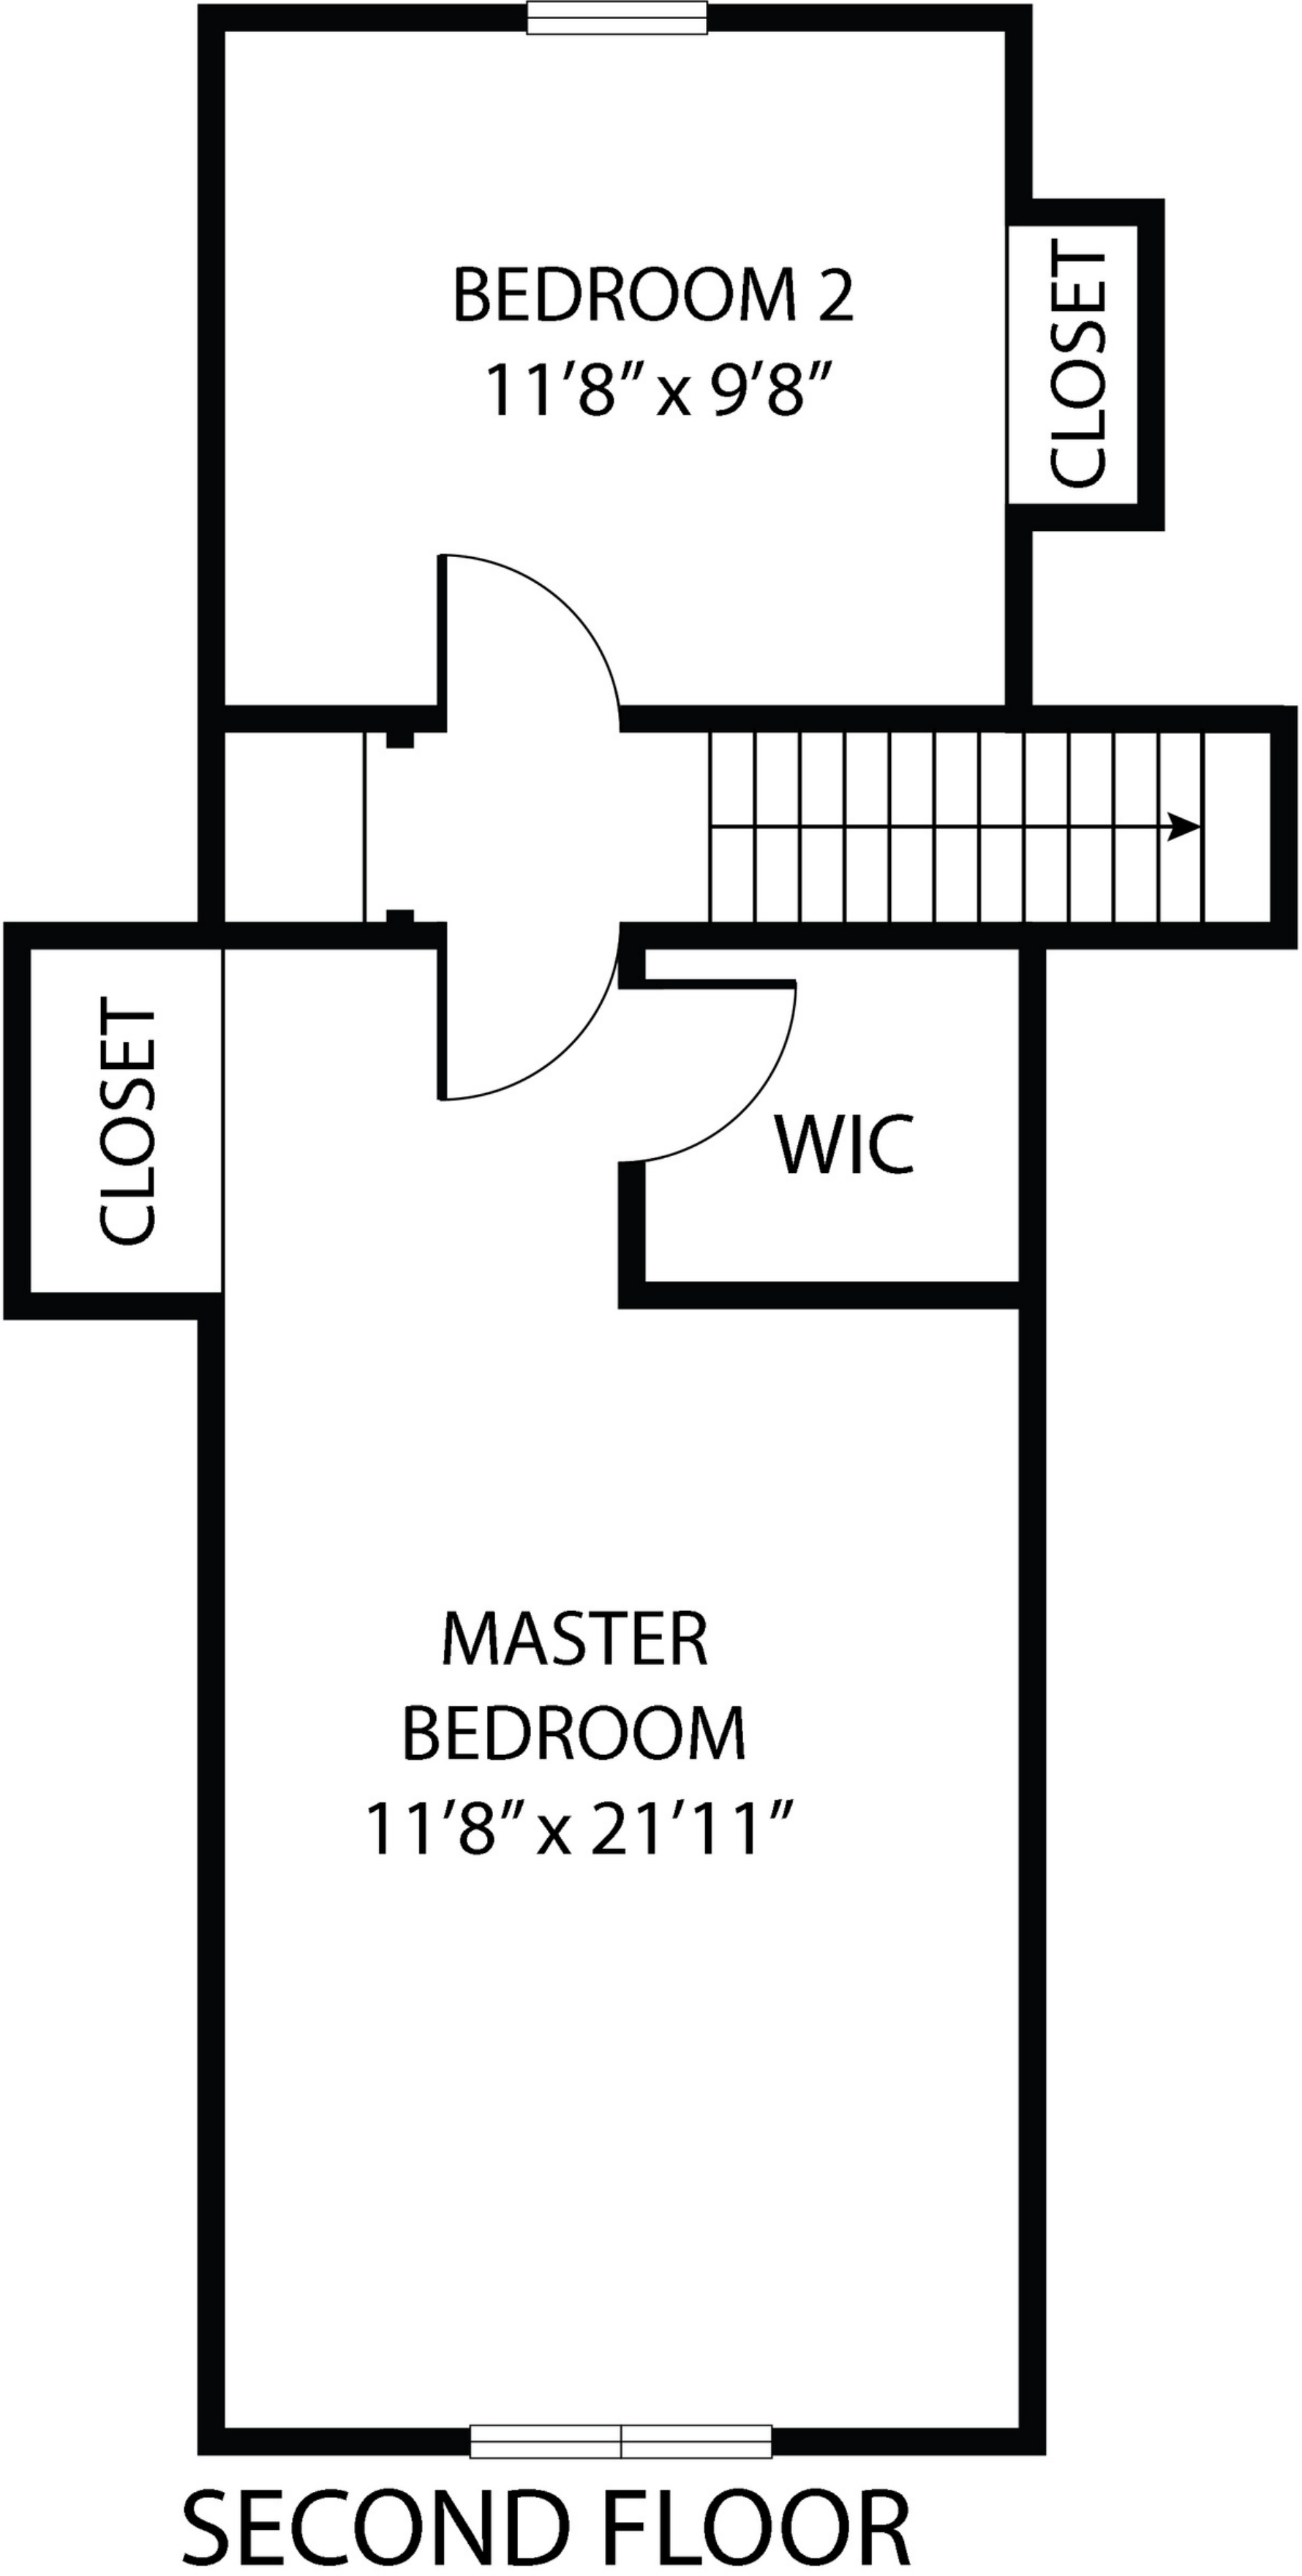 BEDROOM 2
11’8” x 9’8”
CLOSET
CLOSET
WIC
MASTER
BEDROOM
11’8” x 21’11”
SECOND FLOOR